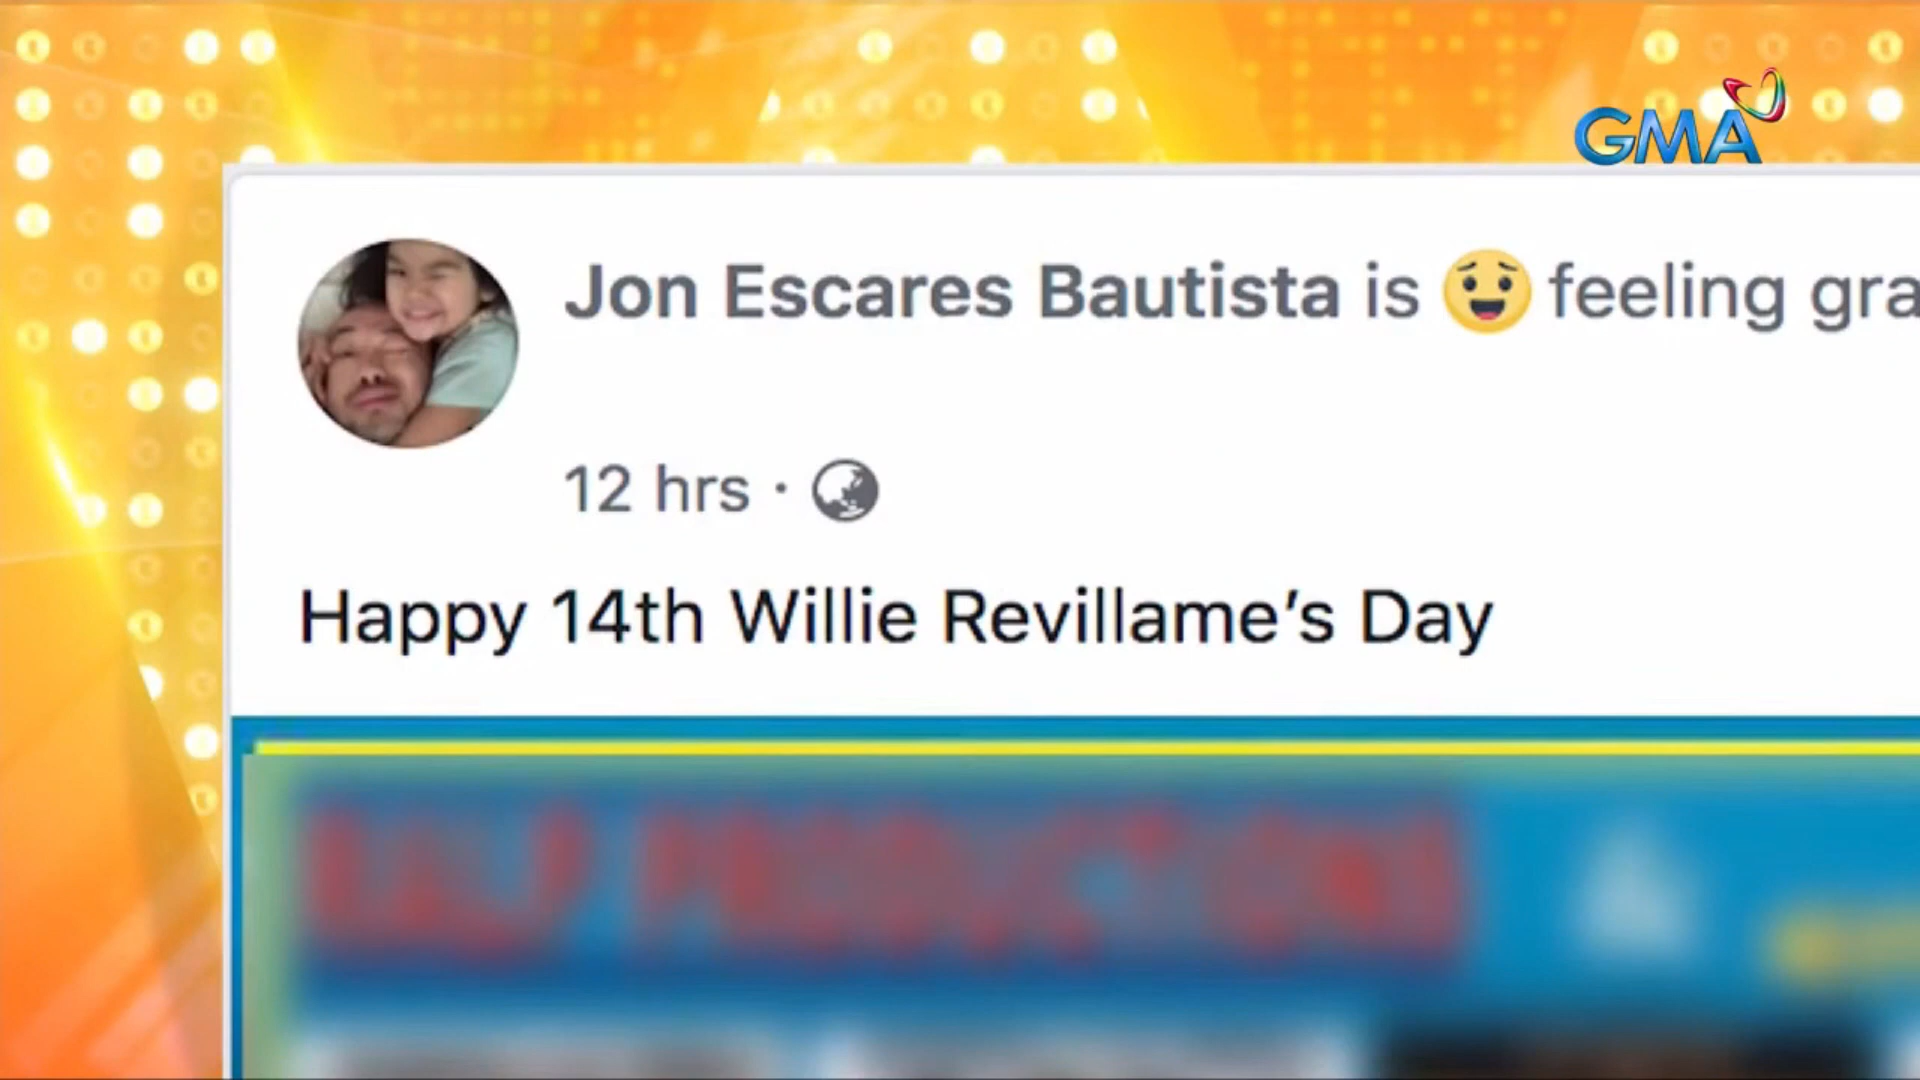 GMA
Jon Escares Bautista is feeling gra
12 hrs ·
Happy 14th Willie Revillame's Day